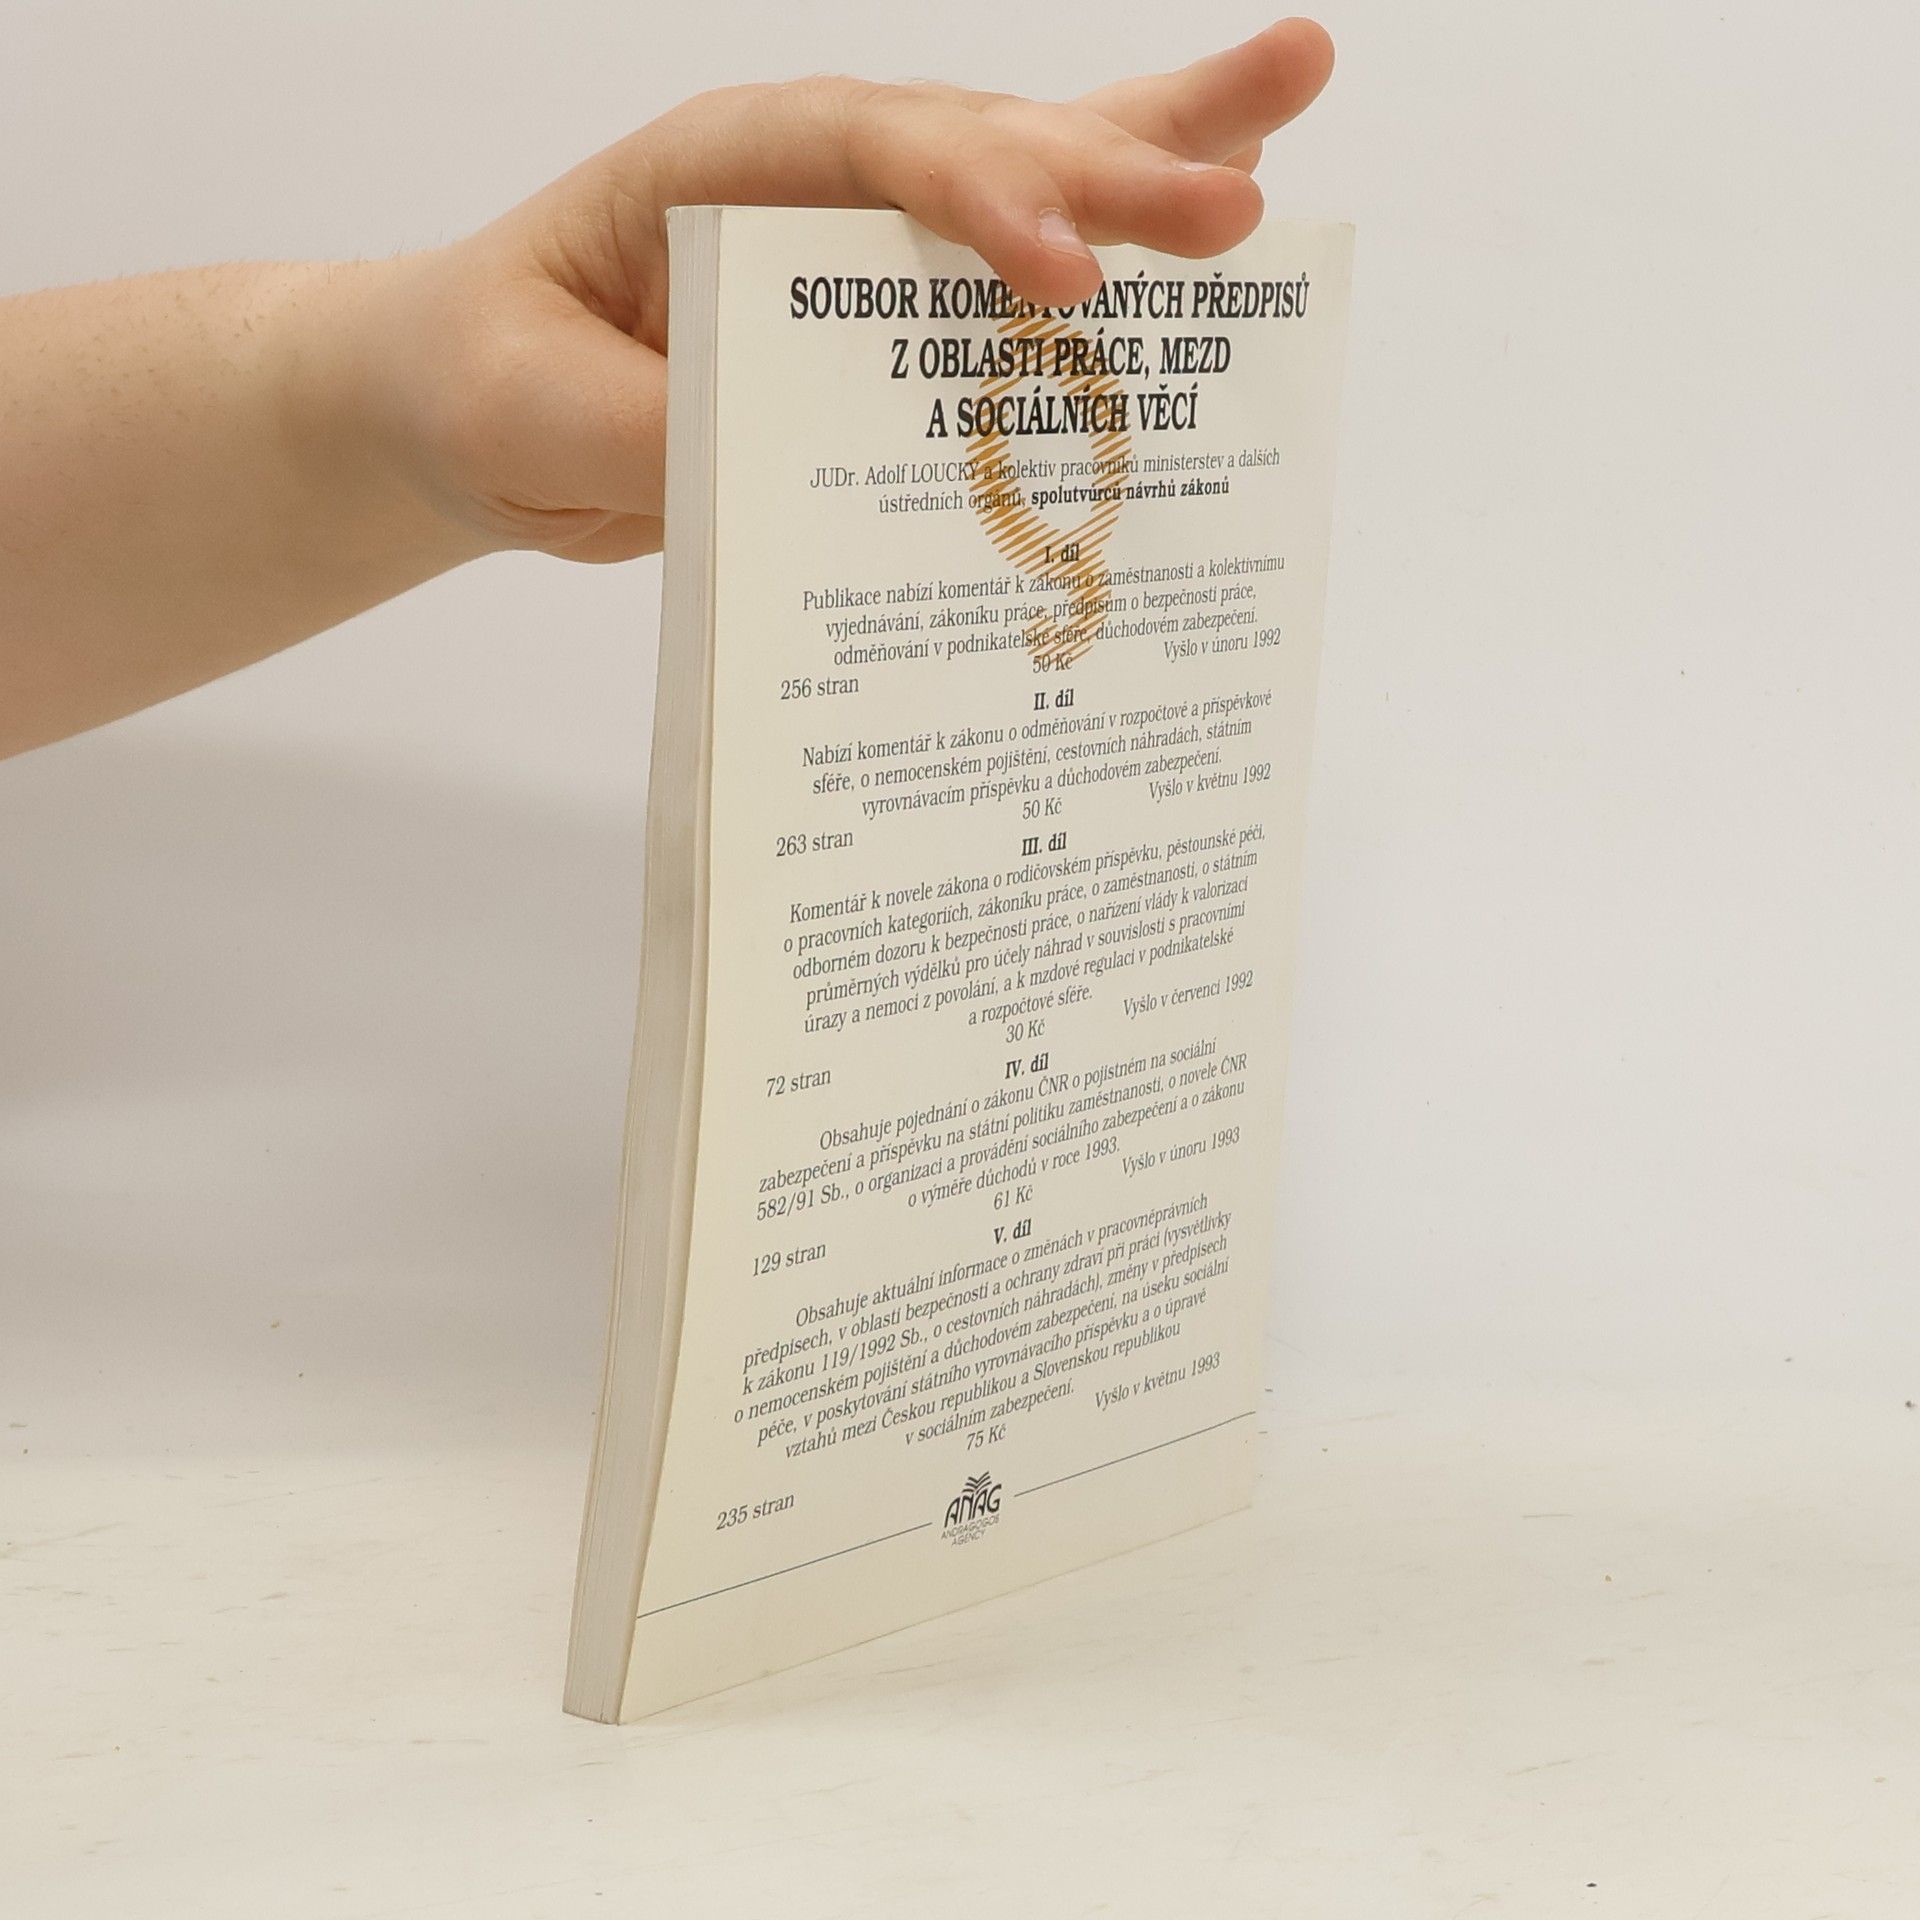 SOUBOR KOMENTOVANÝCH PŘEDPISŮ
Z OBLASTI PRÁCE, MEZD
A SOCIÁLNÍCH VĚCÍ
JUDr. Adolf LOUCKÝ a kolektiv pracovníků ministerstev a dalších
ústředních orgánů, spolutvůrců návrhů zákonů
I. díl
Publikace nabízí komentář k zákonu o zaměstnanosti a kolektivnímu
vyjednávání, zákoníku práce, předpisům o bezpečnosti práce,
odměňování v podnikatelské sféře, důchodovém zabezpečení.
256 stran 50 Kč Vyšlo v únoru 1992
II. díl
Nabízí komentář k zákonu o odměňování v rozpočtové a příspěvkové
sféře, o nemocenském pojištění, cestovních náhradách, státním
vyrovnávacím příspěvku a důchodovém zabezpečení.
263 stran 50 Kč Vyšlo v květnu 1992
III. díl
Komentář k novele zákona o rodičovském příspěvku, pěstounské péči,
o pracovních kategoriích, zákoníku práce, o zaměstnanosti, o státním
odborném dozoru k bezpečnosti práce, o nařízení vlády k valorizaci
průměrných výdělků pro účely náhrad v souvislosti s pracovními
úrazy a nemoci z povolání, a k mzdové regulaci v podnikatelské
a rozpočtové sféře.
72 stran 30 Kč Vyšlo v červenci 1992
IV. díl
Obsahuje pojednání o zákonu ČNR o pojistném na sociální
zabezpečení a příspěvku na státní politiku zaměstnanosti, o novele ČNR
582/91 Sb., o organizaci a provádění sociálního zabezpečení a o zákonu
o výměře důchodů v roce 1993.
129 stran 61 Kč Vyšlo v únoru 1993
V. díl
Obsahuje aktuální informace o změnách v pracovněprávních
předpisech, v oblasti bezpečnosti a ochrany zdraví při práci (vysvětlivky
k zákonu 119/1992 Sb., o cestovních náhradách), změny v předpisech
o nemocenském pojištění a důchodovém zabezpečení, na úseku sociální
péče, v poskytování státního vyrovnávacího příspěvku a o úpravě
vztahů mezi Českou republikou a Slovenskou republikou
v sociálním zabezpečení.
235 stran 75 Kč Vyšlo v květnu 1993
ANAG
ANDRAGOGOS
AGENCY